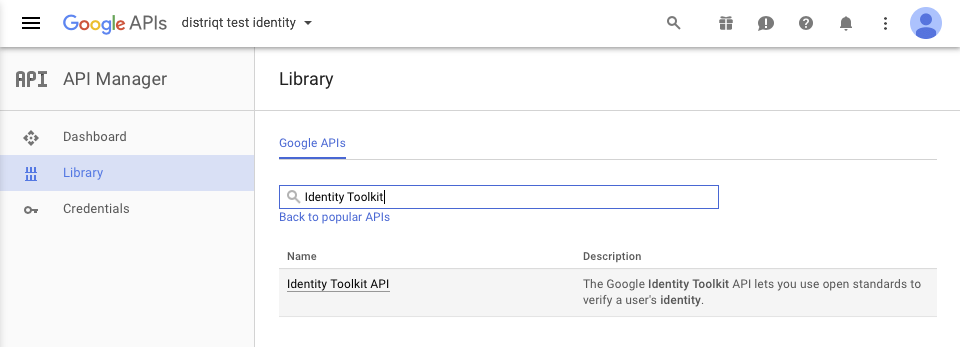 Google APIs distriqt test identity
API API Manager
Library
Dashboard
Library
Credentials
Google APIs
Identity Toolkit
Back to popular APIs
Name Description
Identity Toolkit API The Google Identity Toolkit API lets you use open standards to
verify a user's identity.